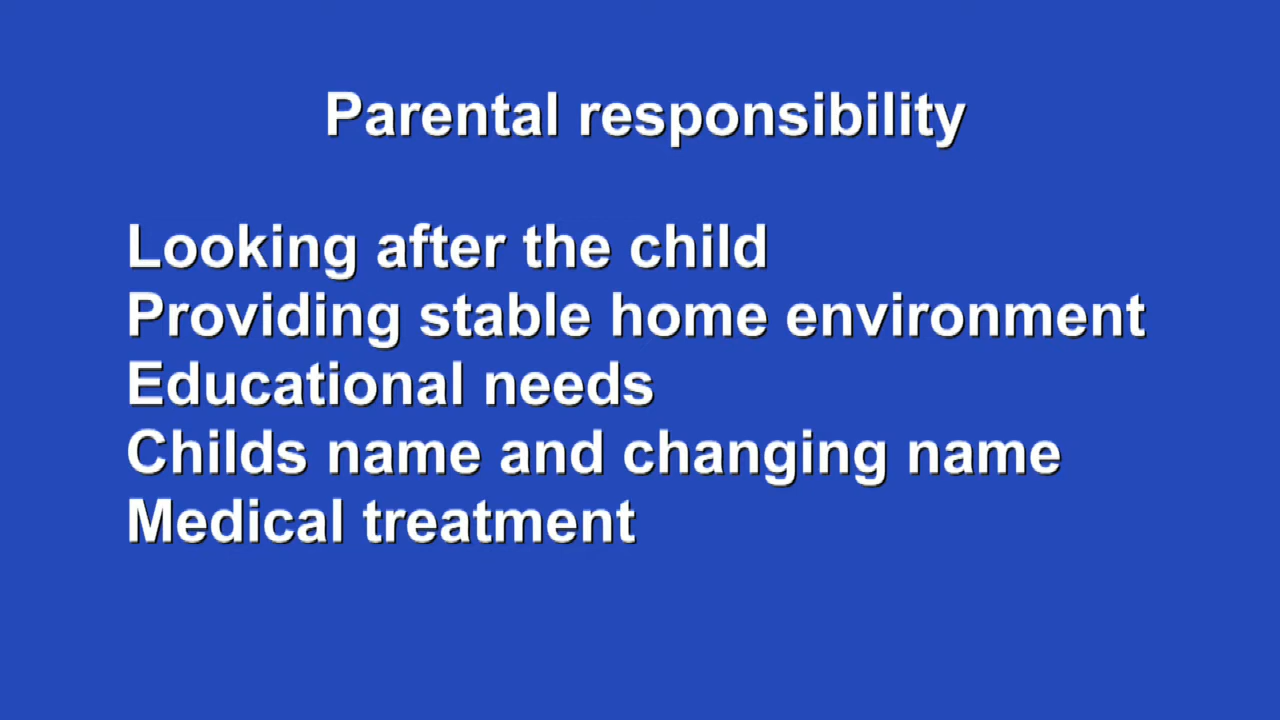 Parental responsibility
Looking after the child
Providing stable home environment
Educational needs
Childs name and changing name
Medical treatment